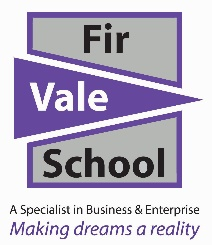 Fir
Vale
School
A Specialist in Business & Enterprise
Making dreams a reality